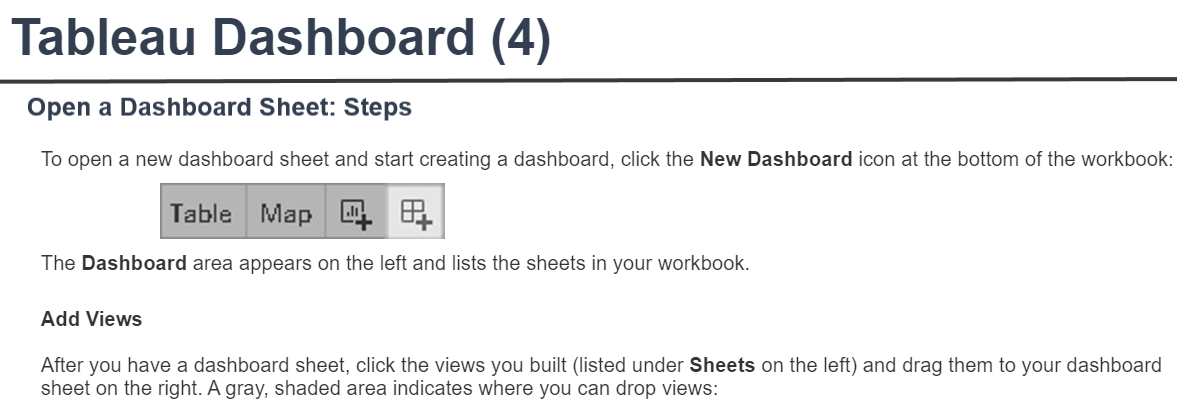 Tableau Dashboard (4)
Open a Dashboard Sheet: Steps
To open a new dashboard sheet and start creating a dashboard, click the New Dashboard icon at the bottom of the workbook:
Table Map
The Dashboard area appears on the left and lists the sheets in your workbook.
Add Views
After you have a dashboard sheet, click the views you built (listed under Sheets on the left) and drag them to your dashboard
sheet on the right. A gray, shaded area indicates where you can drop views: